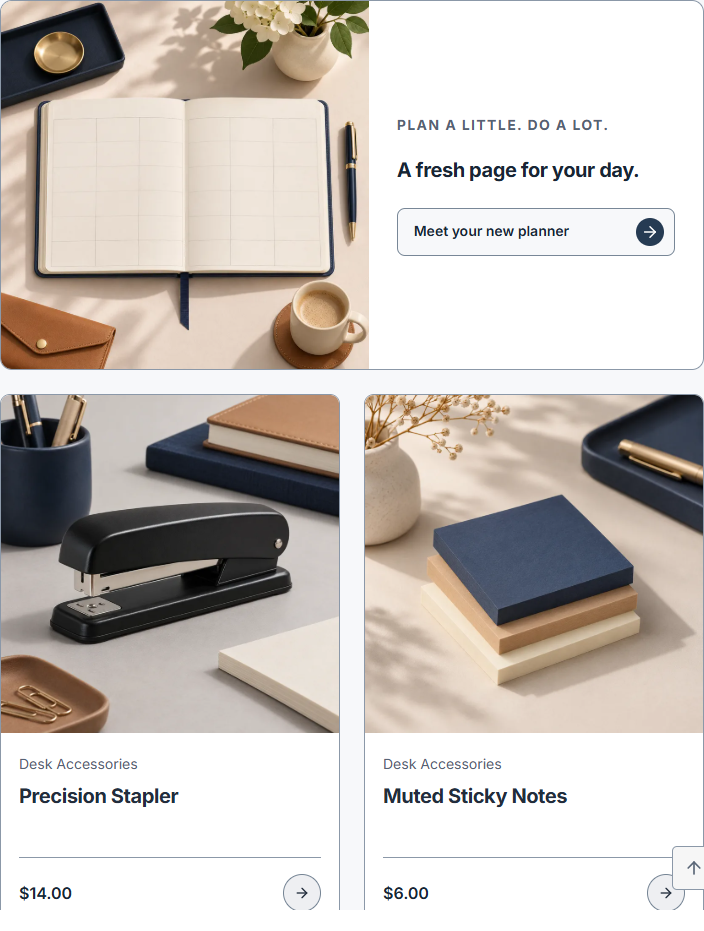 PLAN A LITTLE. DO A LOT.
A fresh page for your day.
Meet your new planner
Desk Accessories
Precision Stapler
$14.00
Desk Accessories
Muted Sticky Notes
$6.00